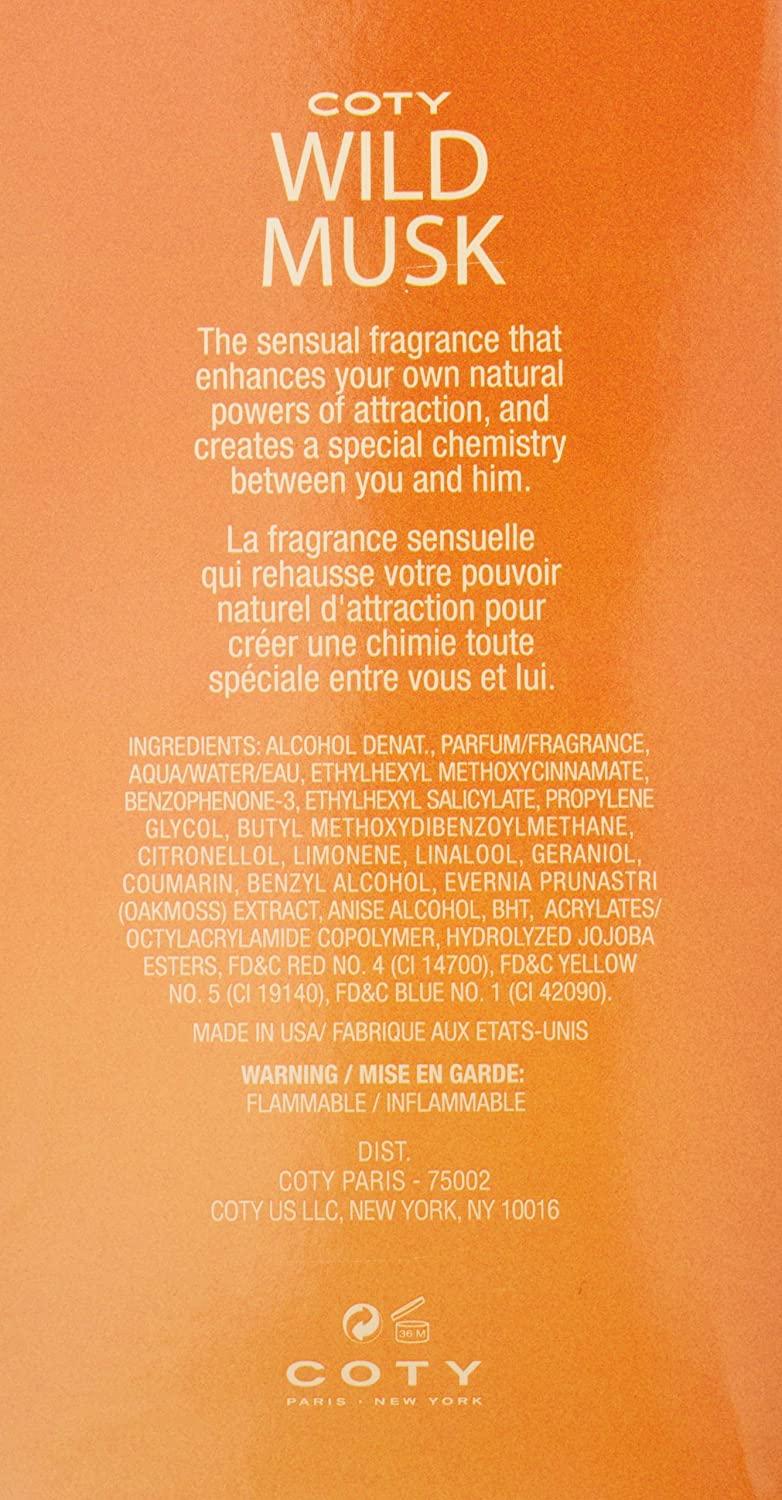 COTY
WILD
MUSK
The sensual fragrance that
enhances your own natural
powers of attraction, and
creates a special chemistry
between you and him.
La fragrance sensuelle
qui rehausse votre pouvoir
naturel d'attraction pour
créer une chimie toute
spéciale entre vous et lui.
INGREDIENTS: ALCOHOL DENAT., PARFUM/FRAGRANCE,
AQUA/WATER/EAU, ETHYLHEXYL METHOXYCINNAMATE,
BENZOPHENONE-3, ETHYLHEXYL SALICYLATE, PROPYLENE
GLYCOL, BUTYL METHOXYDIBENZOYLMETHANE,
CITRONELLOL, LIMONENE, LINALOOL, GERANIOL,
COUMARIN, BENZYL ALCOHOL, EVERNIA PRUNASTRI
(OAKMOSS) EXTRACT, ANISE ALCOHOL, BHT, ACRYLATES/
OCTYLACRYLAMIDE COPOLYMER, HYDROLYZED JOJOBA
ESTERS, FD&C RED NO. 4 (CI 14700), FD&C YELLOW
NO. 5 (CI 19140), FD&C BLUE NO. 1 (CI 42090).
MADE IN USA/ FABRIQUE AUX ETATS-UNIS
WARNING / MISE EN GARDE:
FLAMMABLE / INFLAMMABLE
DIST.
COTY PARIS - 75002
COTY US LLC, NEW YORK, NY 10016
36 M
COTY
PARIS · NEW YORK